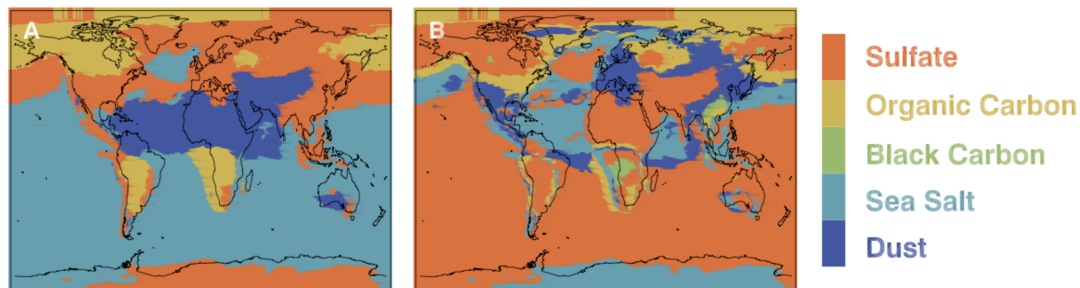 A
B
Sulfate
Organic Carbon
Black Carbon
Sea Salt
Dust